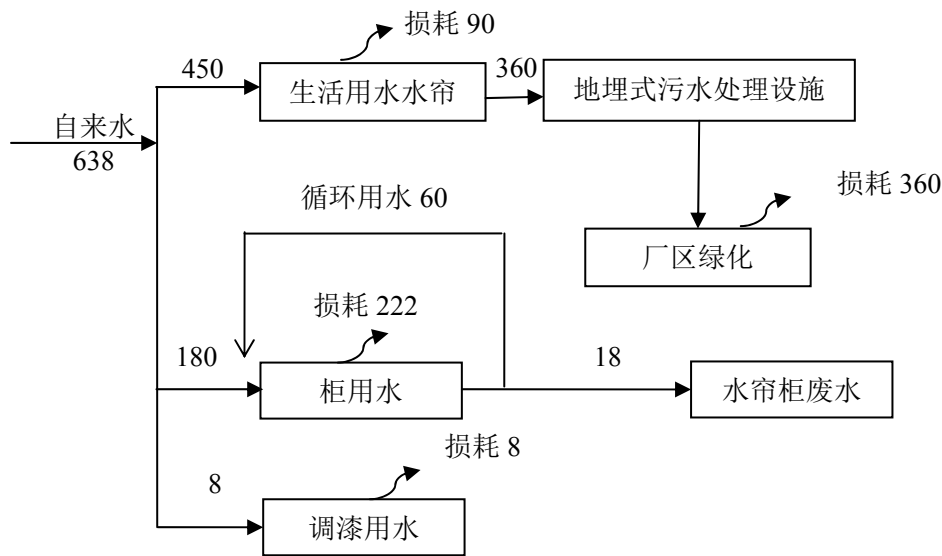 损耗 90
450
生活用水水帘
360
地埋式污水处理设施
自来水
638
损耗 360
循环用水 60
厂区绿化
损耗 222
180
柜用水
18
水帘柜废水
损耗 8
8
调漆用水